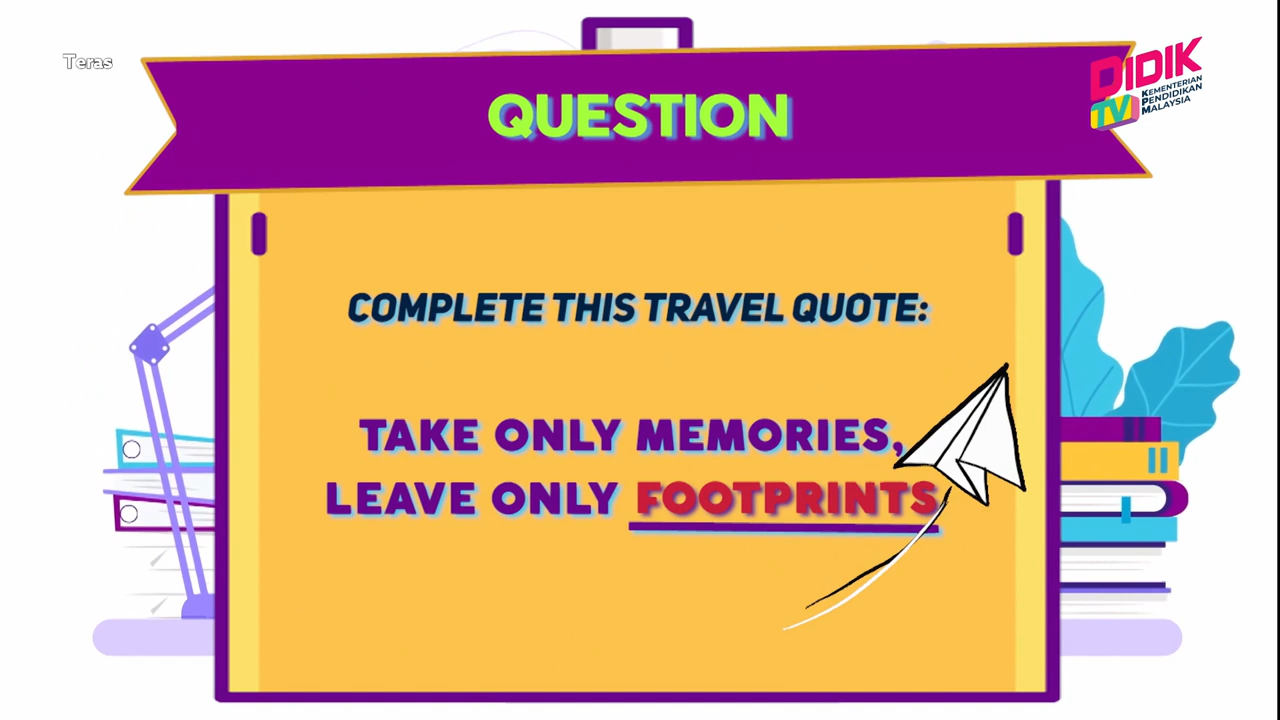 Teras
DIDIK
TV
KEMENTERIAN
PENDIDIKAN
MALAYSIA
QUESTION
COMPLETE THIS TRAVEL QUOTE:
TAKE ONLY MEMORIES,
LEAVE ONLY FOOTPRINTS